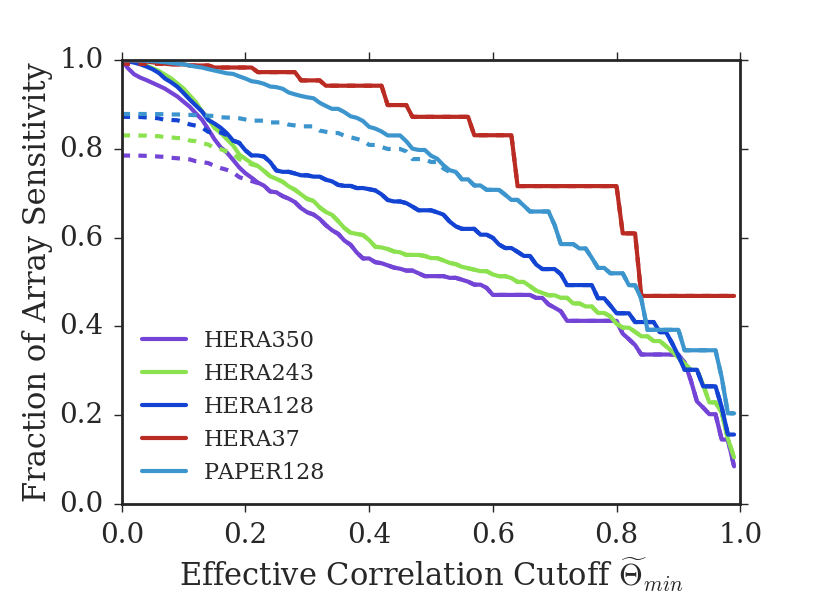 Fraction of Array Sensitivity
1.0
0.8
0.6
0.4
0.2
0.0
HERA350
HERA243
HERA128
HERA37
PAPER128
0.0 0.2 0.4 0.6 0.8 1.0
Effective Correlation Cutoff Θ̃min